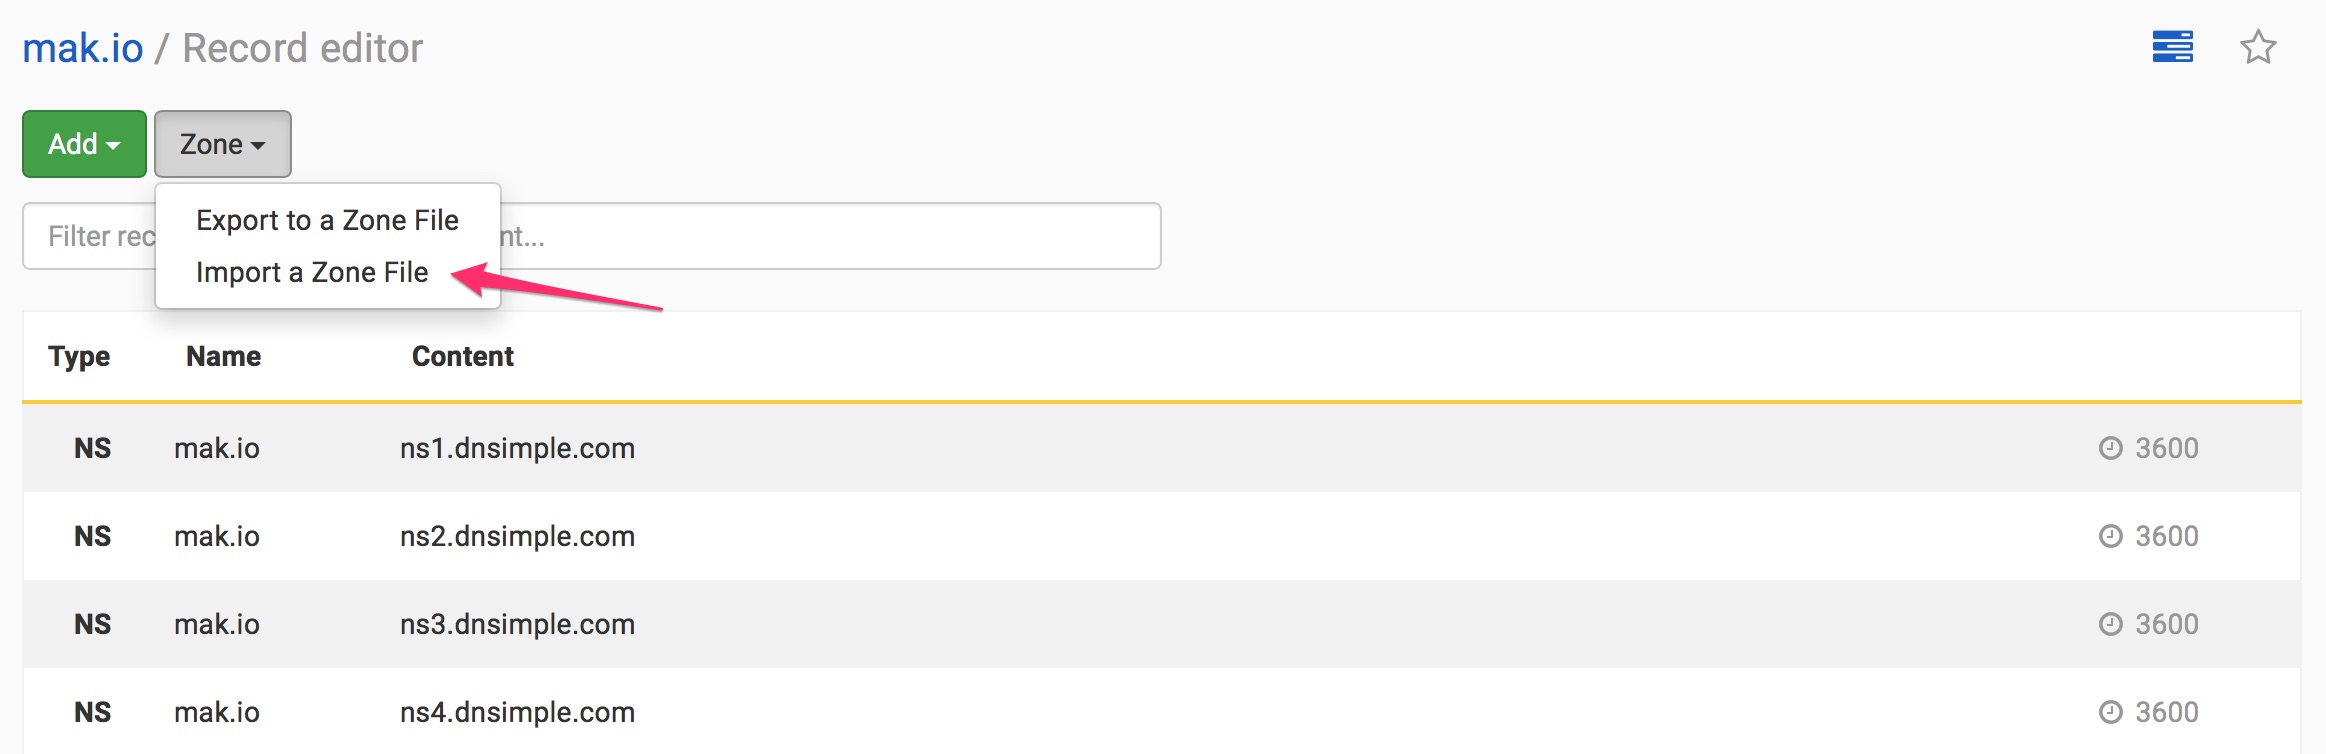 mak.io / Record editor
Add Zone
Export to a Zone File
Filter rec nt...
Import a Zone File
Type Name Content
NS mak.io ns1.dnsimple.com 3600
NS mak.io ns2.dnsimple.com 3600
NS mak.io ns3.dnsimple.com 3600
NS mak.io ns4.dnsimple.com 3600